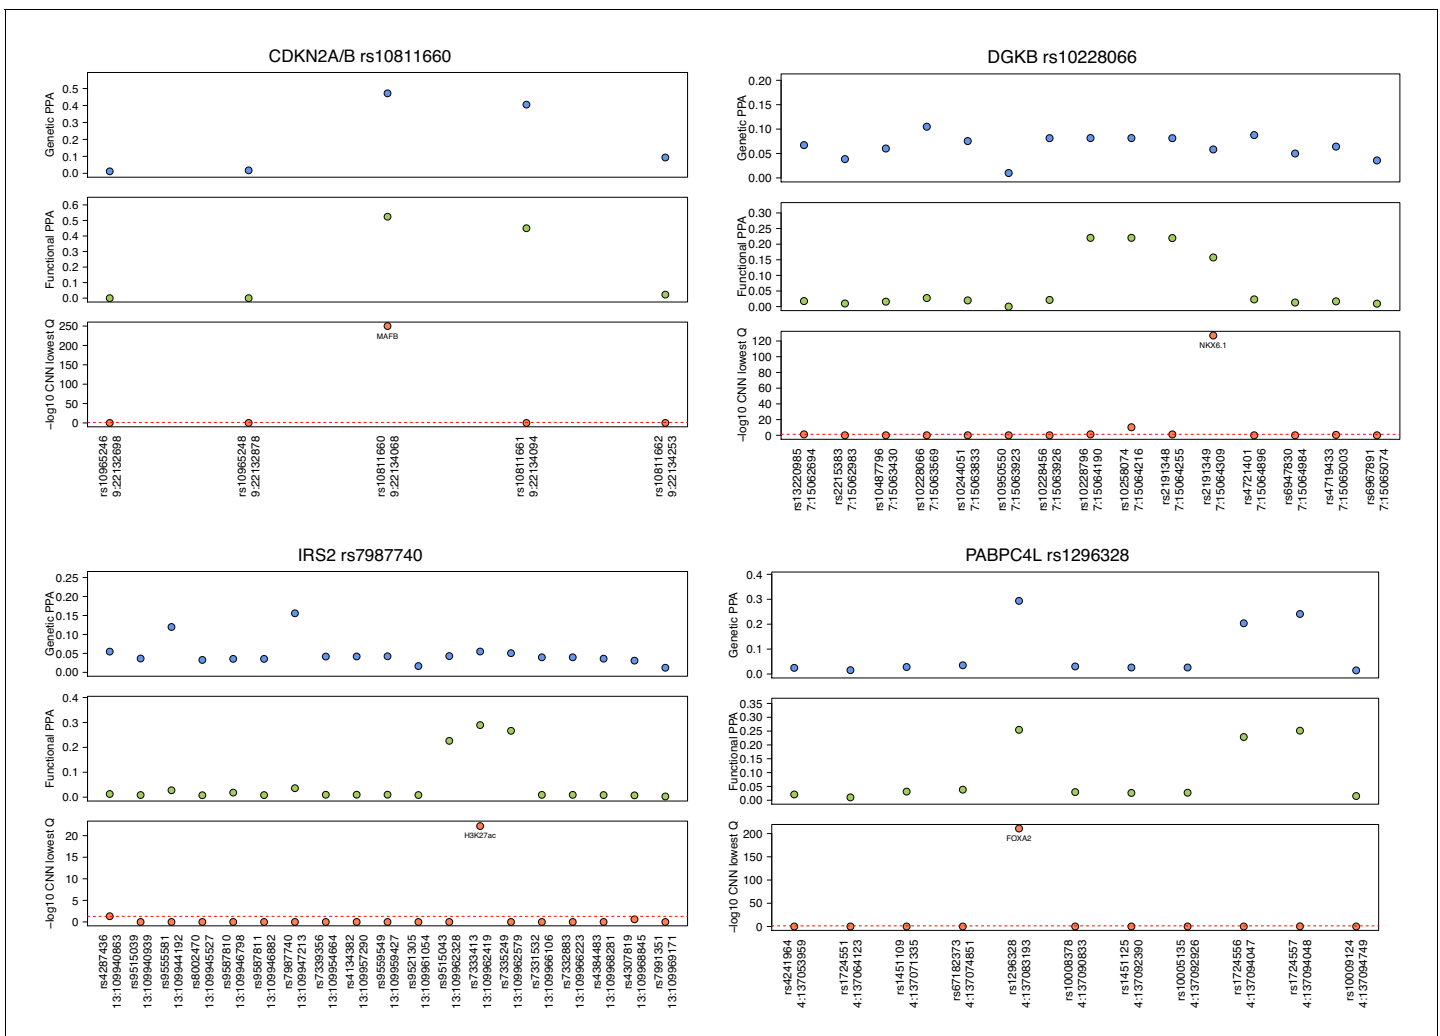 CDKN2A/B rs10811660
Genetic PPA
0.5
0.4
0.3
0.2
0.1
0.0
Functional PPA
0.6
0.5
0.4
0.3
0.2
0.1
0.0
−log10 CNN lowest Q
250
200
150
100
50
0
MAFB
rs10965246
9:22132698
rs10965248
9:22132878
rs10811660
9:22134068
rs10811661
9:22134094
rs10811662
9:22134253
DGKB rs10228066
Genetic PPA
0.20
0.15
0.10
0.05
0.00
Functional PPA
0.30
0.25
0.20
0.15
0.10
0.05
0.00
−log10 CNN lowest Q
120
100
80
60
40
20
0
NKX6.1
rs13220985
7:15062694
rs2215383
7:15062983
rs10487796
7:15063430
rs10228066
7:15063569
rs10244051
7:15063833
rs10950550
7:15063923
rs10228456
7:15063926
rs10228796
7:15064190
rs10258074
7:15064216
rs2191348
7:15064255
rs2191349
7:15064309
rs4721401
7:15064896
rs6947830
7:15064984
rs4719433
7:15065003
rs6967891
7:15065074
IRS2 rs7987740
Genetic PPA
0.25
0.20
0.15
0.10
0.05
0.00
Functional PPA
0.4
0.3
0.2
0.1
0.0
−log10 CNN lowest Q
20
15
10
5
0
H3K27ac
rs4287436
13:109940863
rs9515039
13:109940939
rs9555581
13:109944192
rs8002470
13:109945527
rs9587810
13:109946798
rs9587811
13:109946882
rs7987740
13:109947213
rs7339356
13:109954664
rs4134382
13:109957290
rs9559549
13:109959427
rs9521305
13:109961054
rs9515043
13:109962328
rs7333413
13:109962419
rs7335249
13:109962579
rs7331532
13:109966106
rs7332883
13:109966223
rs4384483
13:109968281
rs4307819
13:109968845
rs7991351
13:109969171
PABPC4L rs1296328
Genetic PPA
0.4
0.3
0.2
0.1
0.0
Functional PPA
0.35
0.30
0.25
0.20
0.15
0.10
0.05
0.00
−log10 CNN lowest Q
200
150
100
50
0
FOXA2
rs4241964
4:137053959
rs1724551
4:137064123
rs1451109
4:137071335
rs67182373
4:137074851
rs1296328
4:137083193
rs10008378
4:137090833
rs1451125
4:137092390
rs10005135
4:137092926
rs1724556
4:137094047
rs1724557
4:137094048
rs10009124
4:137094749